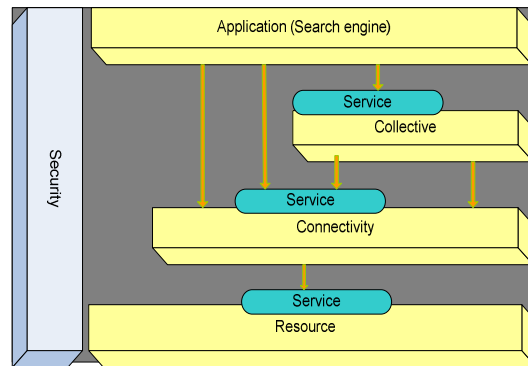 Application (Search engine)
Service
Collective
Security
Service
Connectivity
Service
Resource